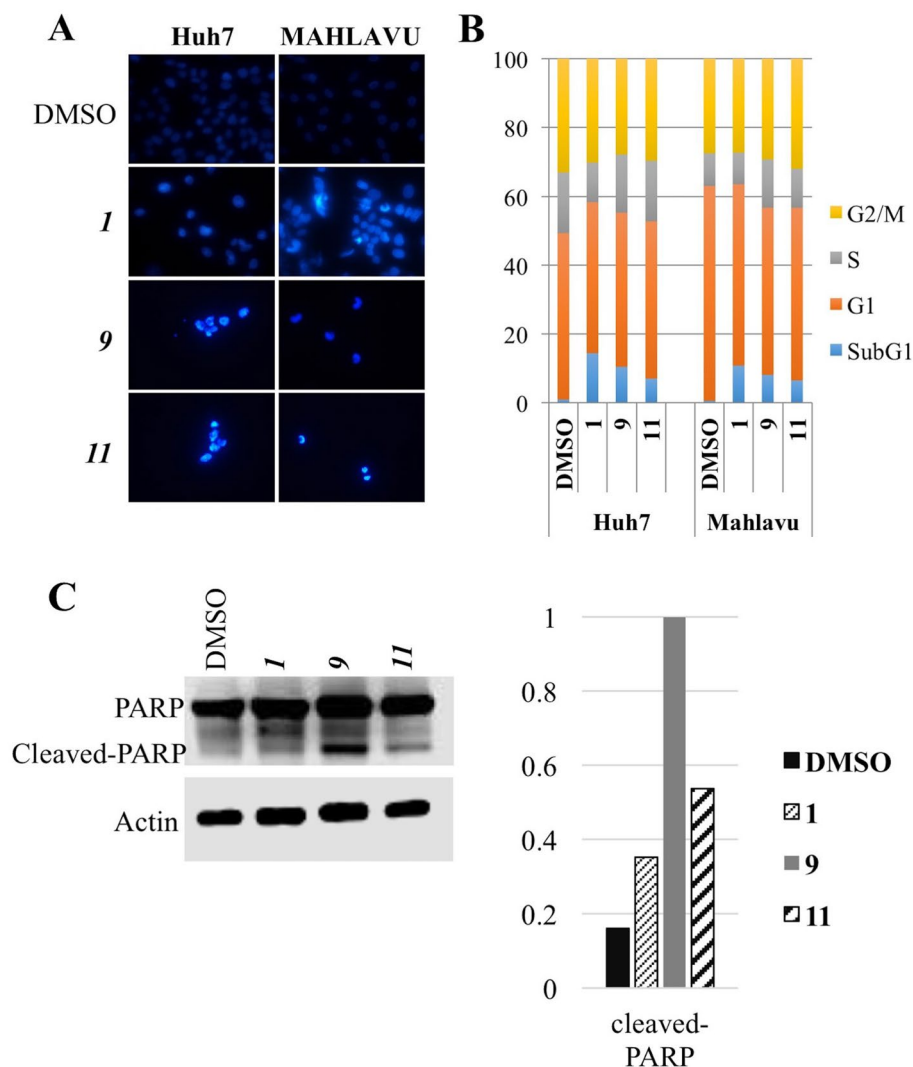 A
Huh7 MAHLAVU
DMSO
1
9
11
B
100
80
60
40
20
0
G2/M
S
G1
SubG1
DMSO 1 9 11 DMSO 1 9 11
Huh7 Mahlavu
C
DMSO 1 9 11
PARP
Cleaved-PARP
Actin
1
0.8
0.6
0.4
0.2
0
DMSO
1
9
11
cleaved-
PARP